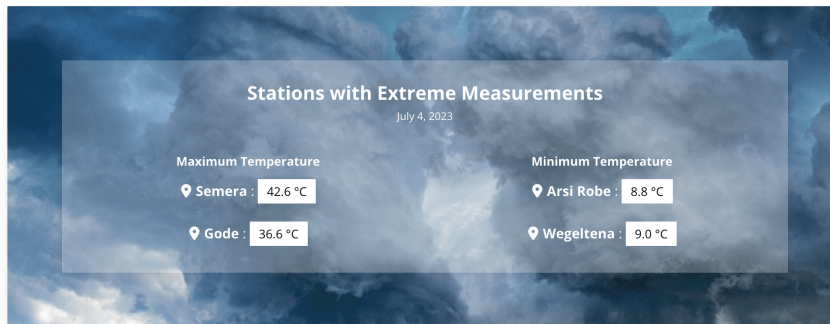 Stations with Extreme Measurements
July 4, 2023
Maximum Temperature
Semera : 42.6 °C
Gode : 36.6 °C
Minimum Temperature
Arsi Robe : 8.8 °C
Wegeltena : 9.0 °C